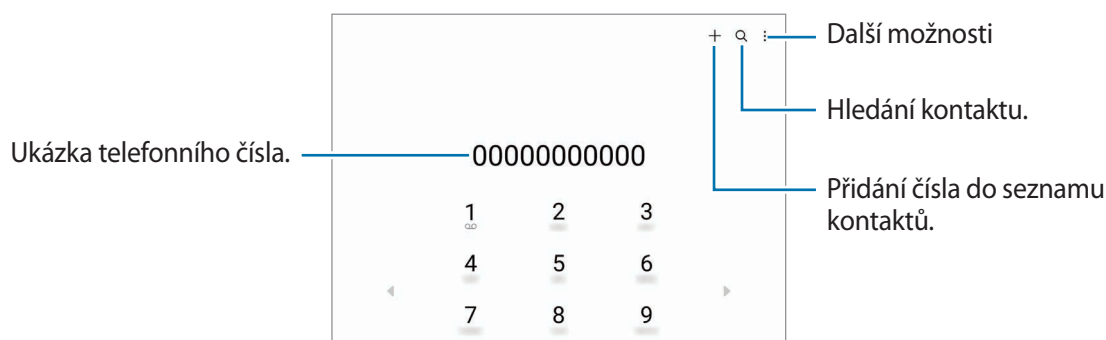 Další možnosti
Hledání kontaktu.
Ukázka telefonního čísla.
00000000000
Přidání čísla do seznamu
kontaktů.
1 2 3
4 5 6
7 8 9